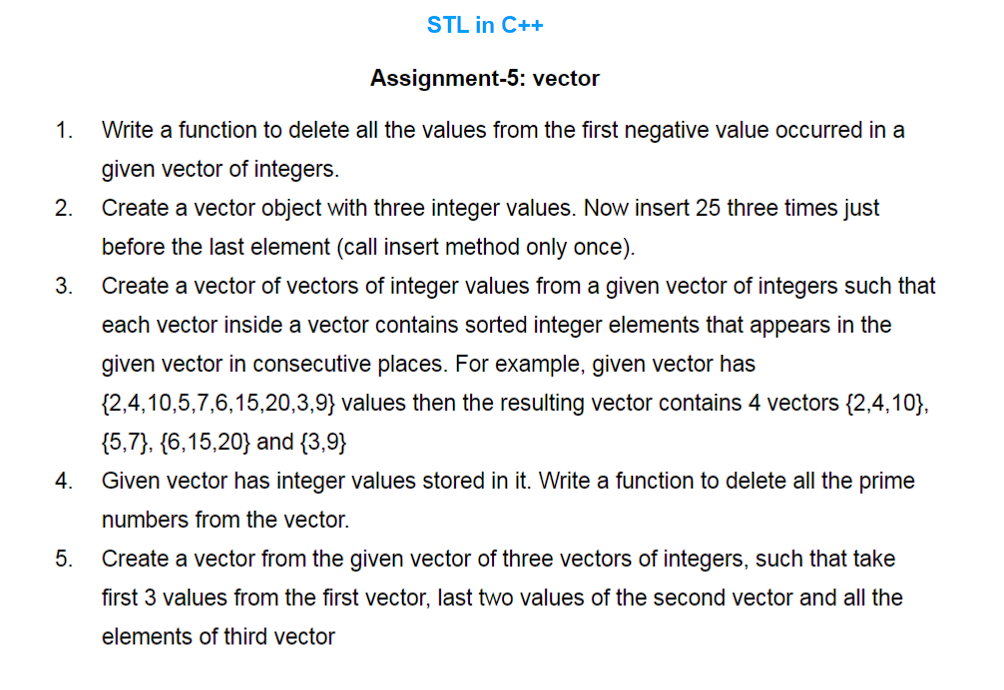 STL in C++
Assignment-5: vector
1. Write a function to delete all the values from the first negative value occurred in a
given vector of integers.
2. Create a vector object with three integer values. Now insert 25 three times just
before the last element (call insert method only once).
3. Create a vector of vectors of integer values from a given vector of integers such that
each vector inside a vector contains sorted integer elements that appears in the
given vector in consecutive places. For example, given vector has
{2,4,10,5,7,6,15,20,3,9} values then the resulting vector contains 4 vectors {2,4,10},
{5,7}, {6,15,20} and {3,9}
4. Given vector has integer values stored in it. Write a function to delete all the prime
numbers from the vector.
5. Create a vector from the given vector of three vectors of integers, such that take
first 3 values from the first vector, last two values of the second vector and all the
elements of third vector